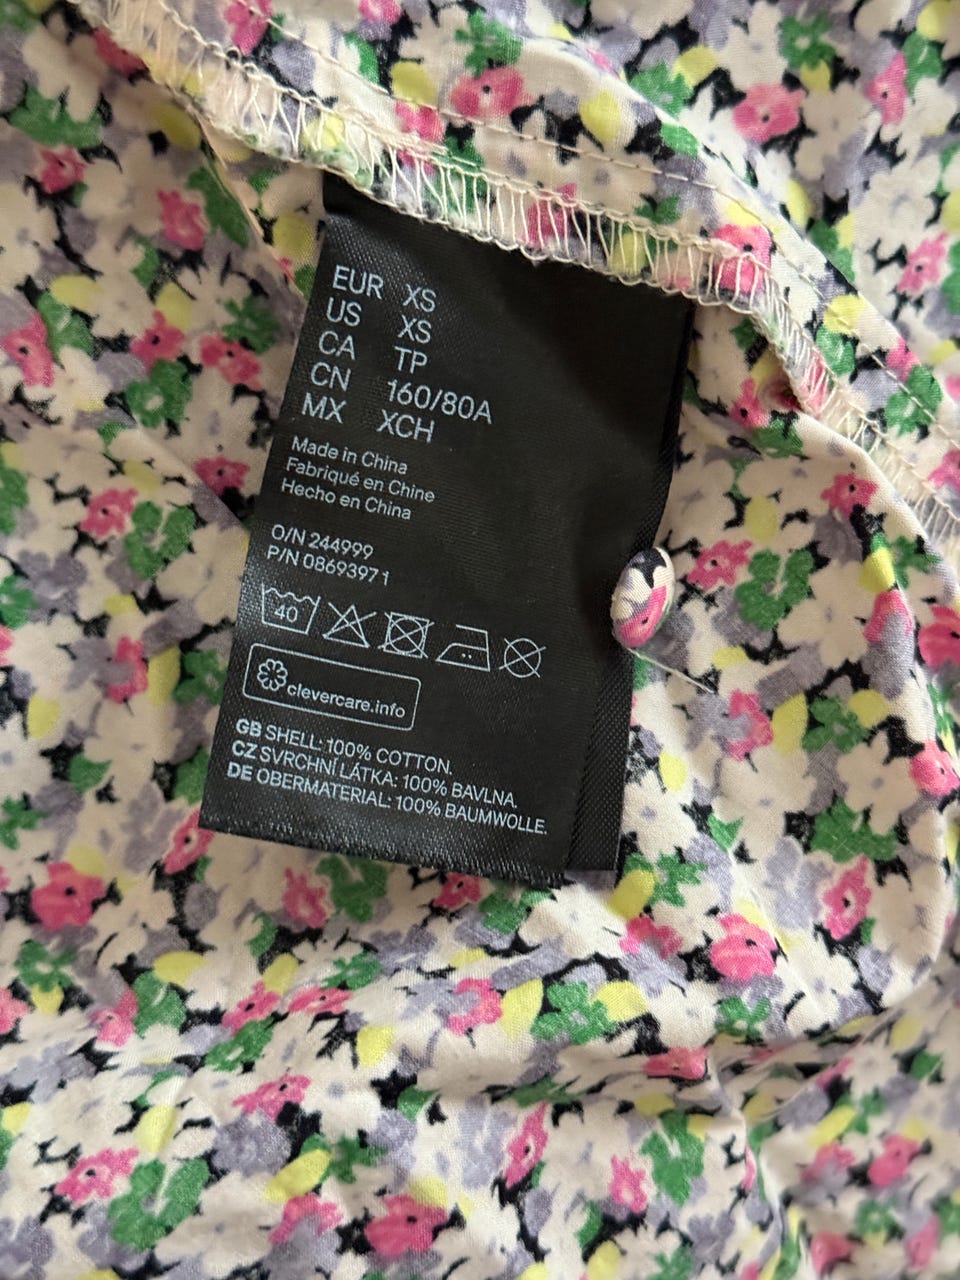 EUR XS
US XS
CA TP
CN 160/80A
MX XCH
Made in China
Fabriqué en Chine
Hecho en China
O/N 244999
P/N 08693971
40
clevercare.info
GB SHELL: 100% COTTON.
CZ SVRCHNÍ LÁTKA: 100% BAVLNA.
DE OBERMATERIAL: 100% BAUMWOLLE.